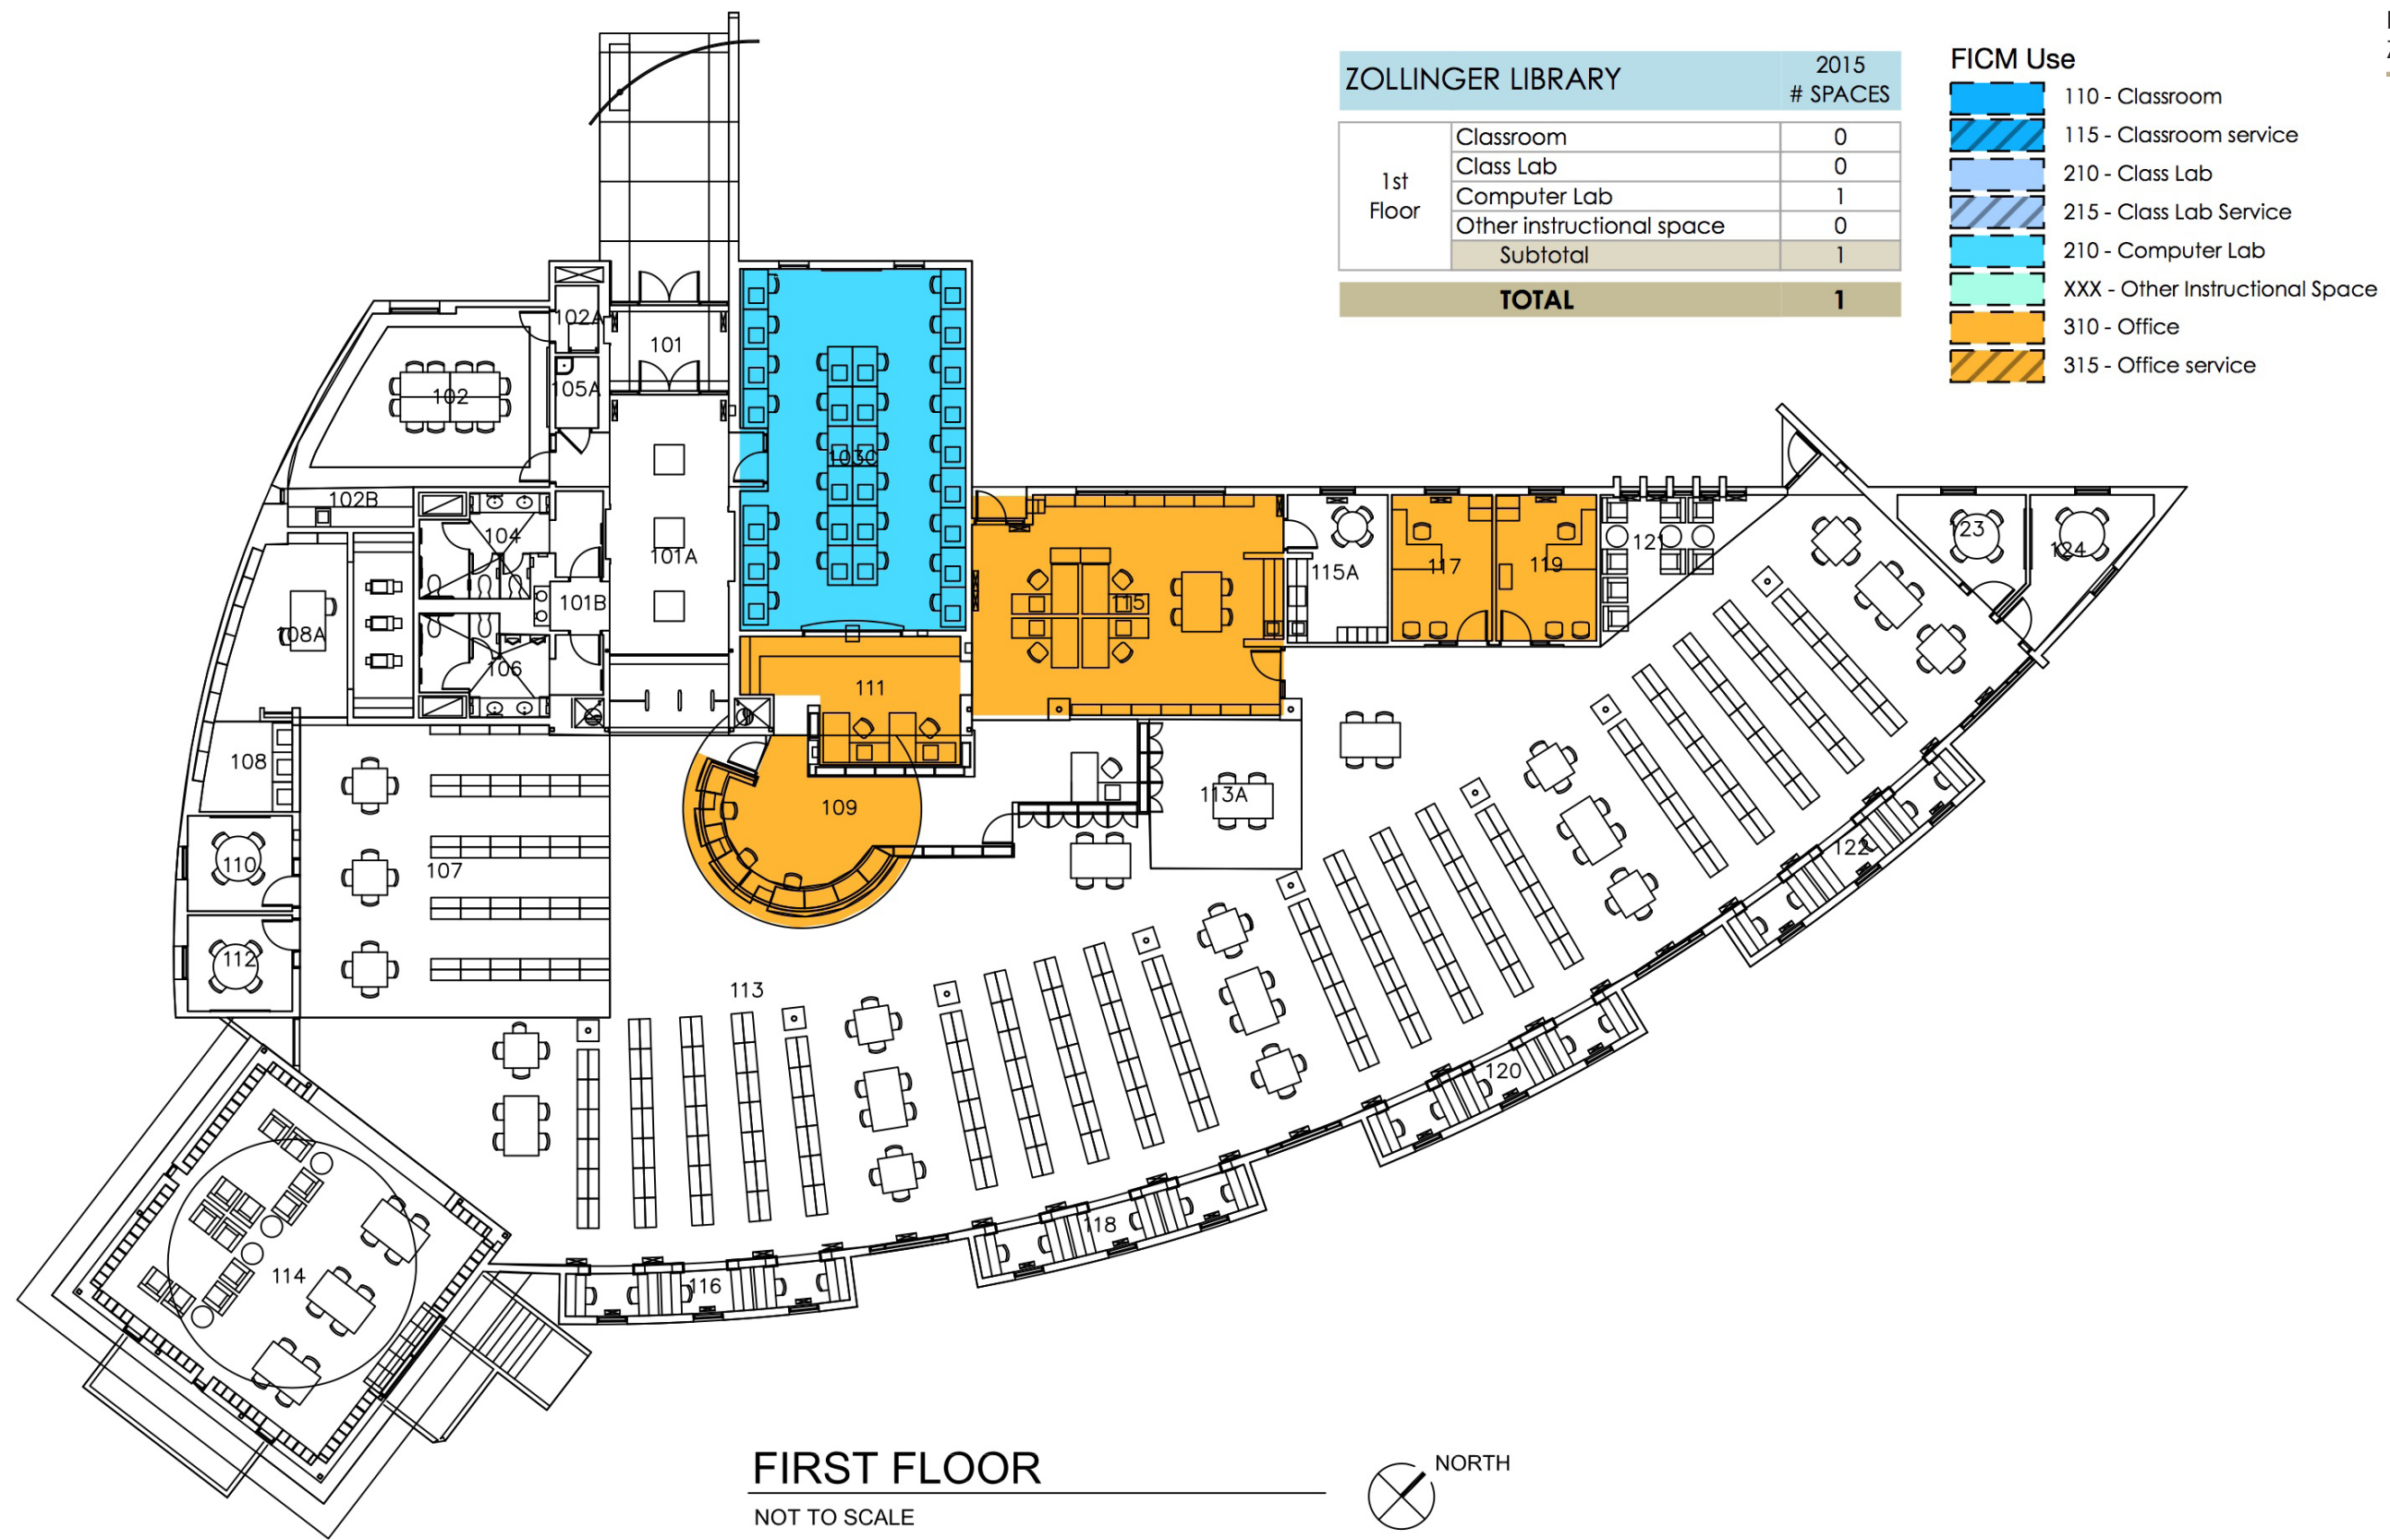 ZOLLINGER LIBRARY
2015
# SPACES
1st
Floor
Classroom 0
Class Lab 0
Computer Lab 1
Other instructional space 0
Subtotal 1
TOTAL 1
FICM Use
110 - Classroom
115 - Classroom service
210 - Class Lab
215 - Class Lab Service
210 - Computer Lab
XXX - Other Instructional Space
310 - Office
315 - Office service
102A
101
105A
102
103C
102B
104
101A
101B
108A
106
115
115A
117
119
121
123
124
111
108
109
113A
110
107
112
113
122
120
118
116
114
FIRST FLOOR
NOT TO SCALE
NORTH